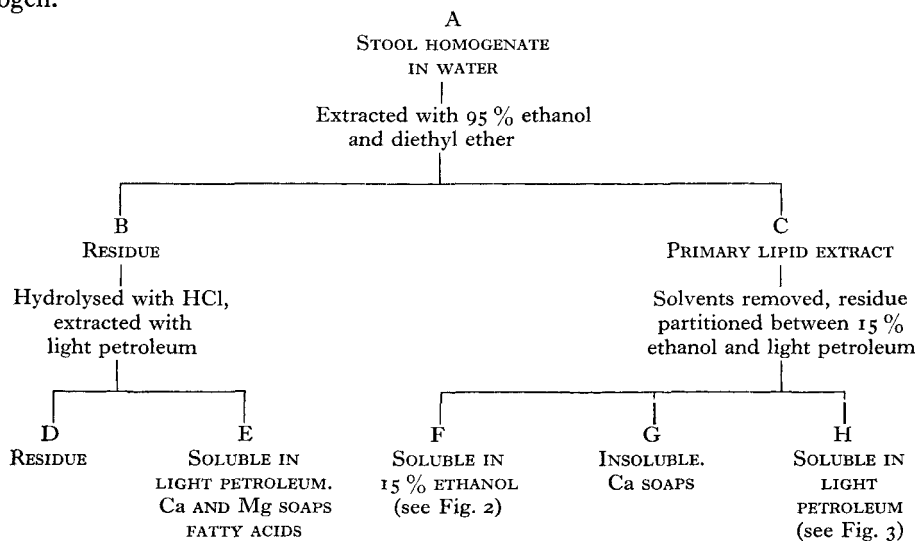 A
STOOL HOMOGENATE
IN WATER
Extracted with 95 % ethanol
and diethyl ether
B
RESIDUE
Hydrolysed with HCl,
extracted with
light petroleum
C
PRIMARY LIPID EXTRACT
Solvents removed, residue
partitioned between 15 %
ethanol and light petroleum
D
RESIDUE
E
SOLUBLE IN
LIGHT PETROLEUM.
Ca AND Mg SOAPS
FATTY ACIDS
F
SOLUBLE IN
15 % ETHANOL
(see Fig. 2)
G
INSOLUBLE.
Ca SOAPS
H
SOLUBLE IN
LIGHT
PETROLEUM
(see Fig. 3)